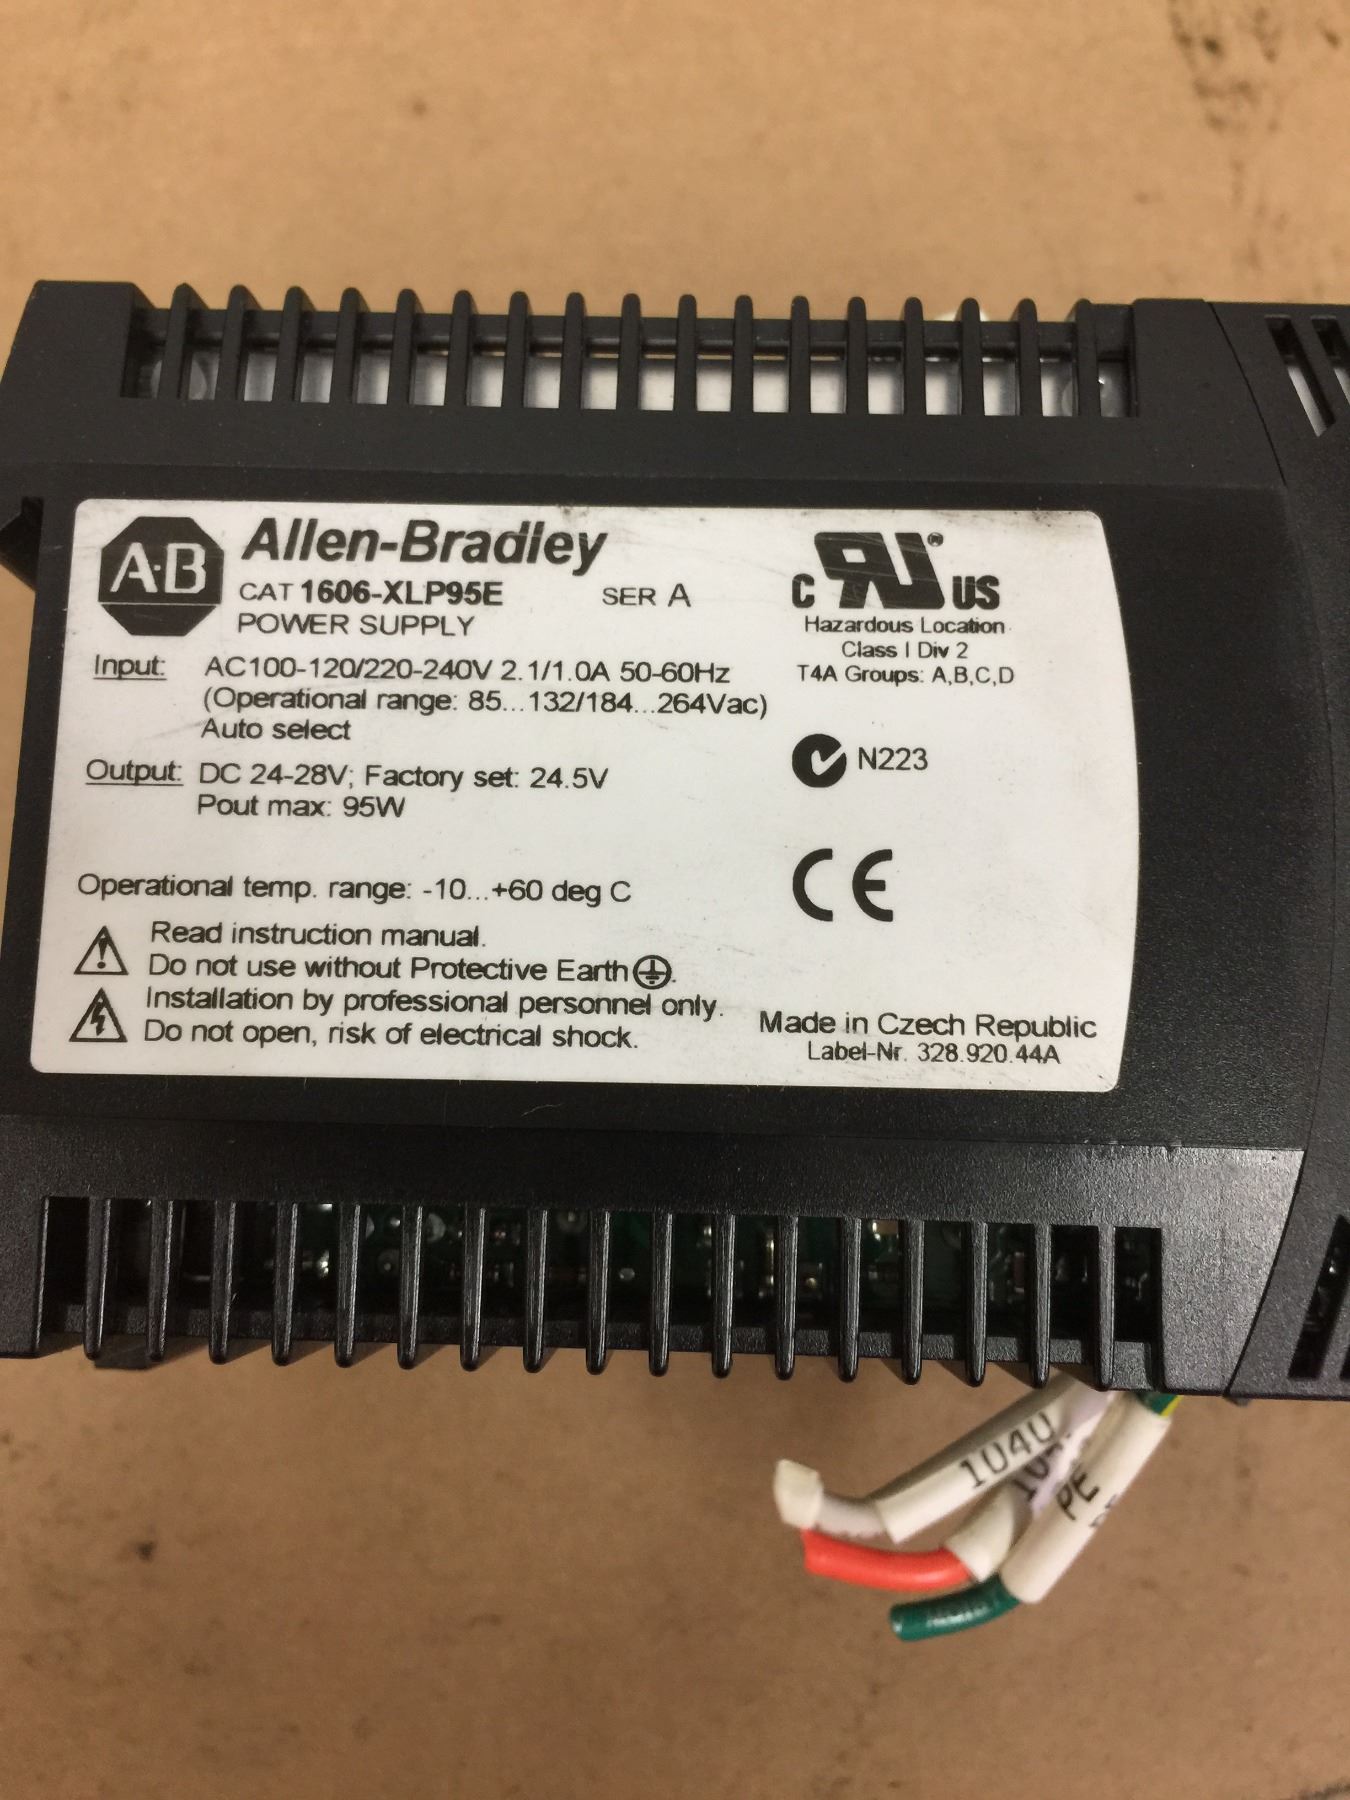 A·B
Allen-Bradley
CAT 1606-XLP95E SER A
POWER SUPPLY
Input: AC100-120/220-240V 2.1/1.0A 50-60Hz
(Operational range: 85...132/184...264Vac)
Auto select
Output: DC 24-28V; Factory set: 24.5V
Pout max: 95W
Operational temp. range: -10...+60 deg C
Read instruction manual.
Do not use without Protective Earth.
Installation by professional personnel only.
Do not open, risk of electrical shock.
C RU® US
Hazardous Location
Class I Div 2
T4A Groups: A,B,C,D
N223
CE
Made in Czech Republic
Label-Nr. 328.920.44A
104U
PE